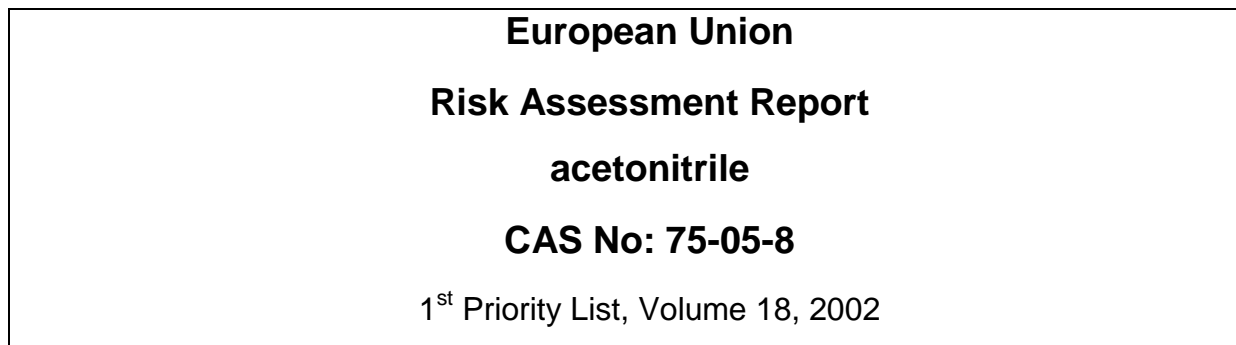 European Union
Risk Assessment Report
acetonitrile
CAS No: 75-05-8
1st Priority List, Volume 18, 2002